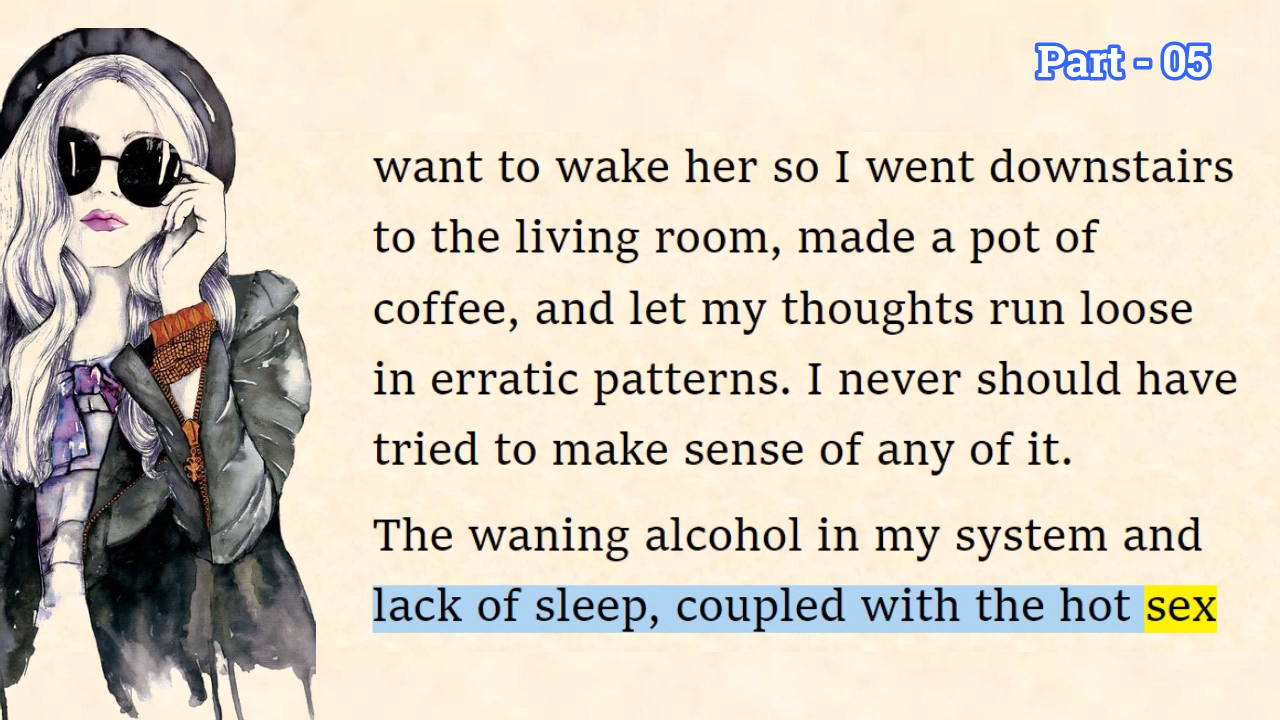 Part - 05
want to wake her so I went downstairs
to the living room, made a pot of
coffee, and let my thoughts run loose
in erratic patterns. I never should have
tried to make sense of any of it.
The waning alcohol in my system and
lack of sleep, coupled with the hot sex